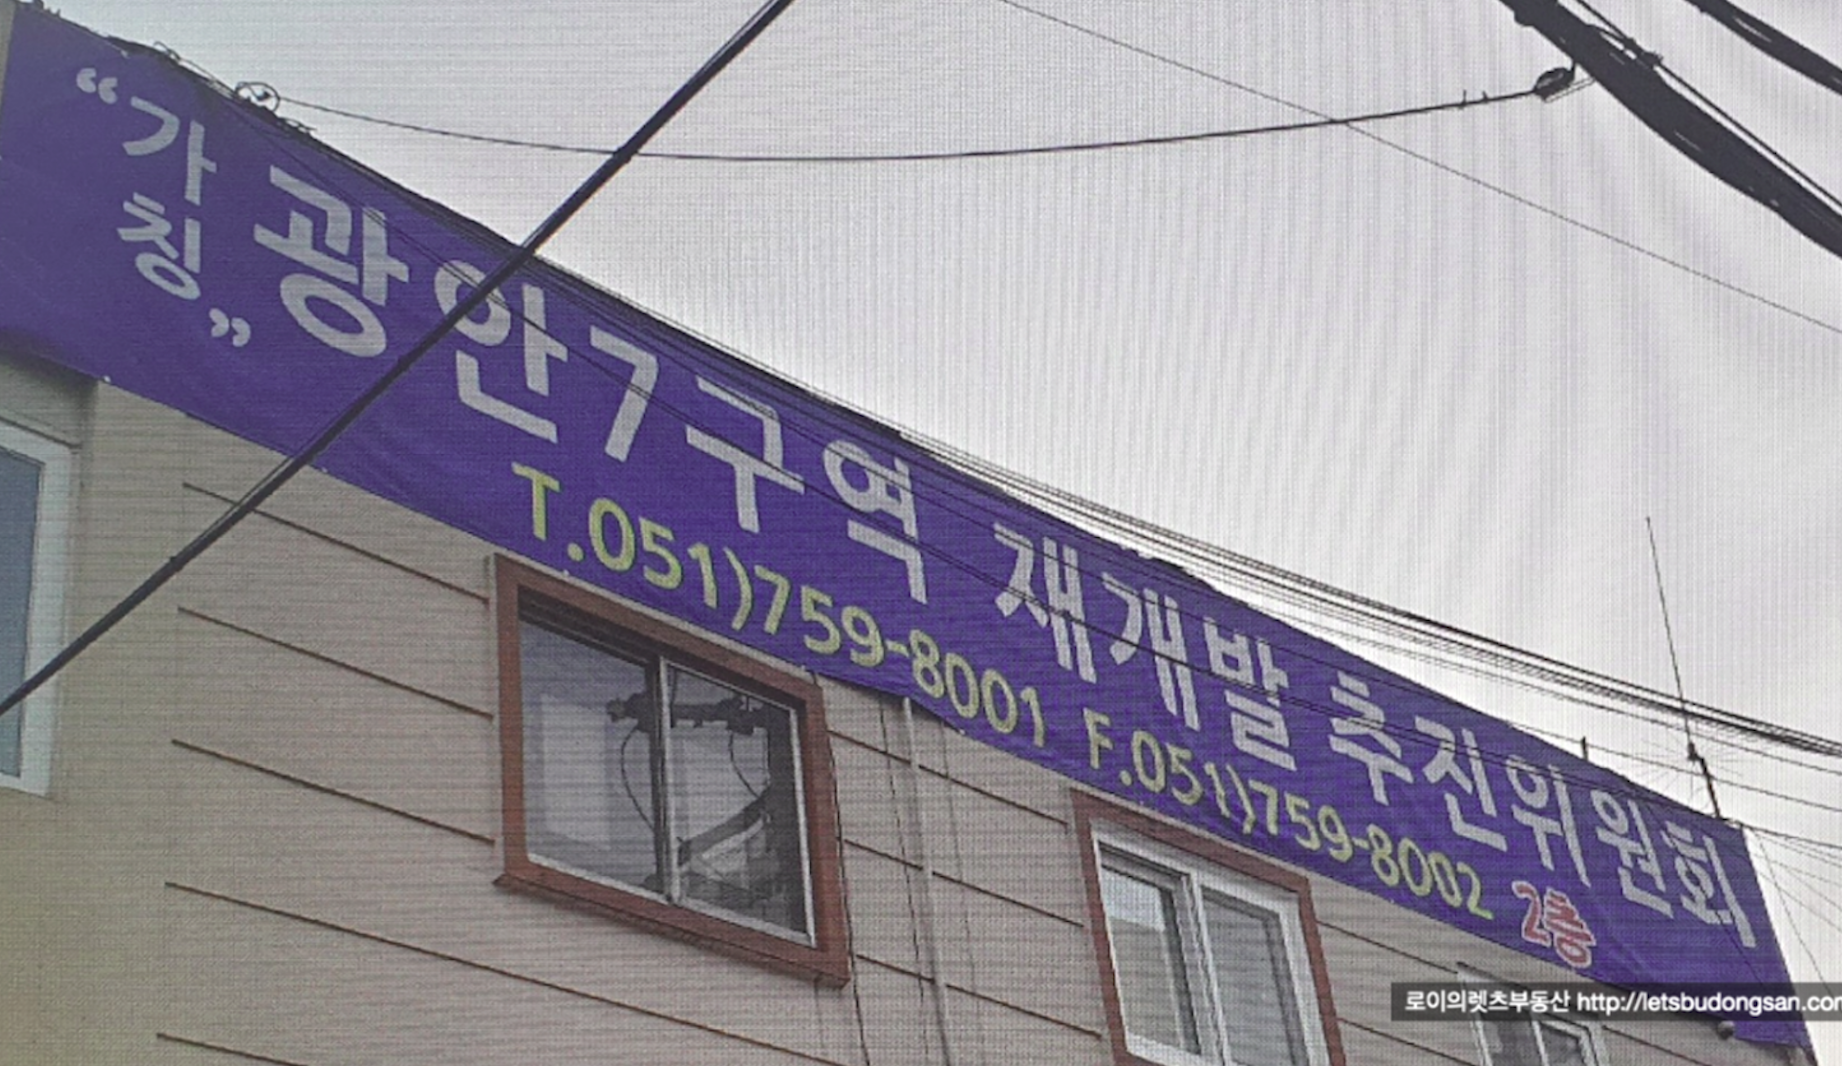 “가칭” 광안7구역 재개발 추진위원회
T.051)759-8001 F.051)759-8002 2층
로이의렛츠부동산 http://letsbudongsan.com